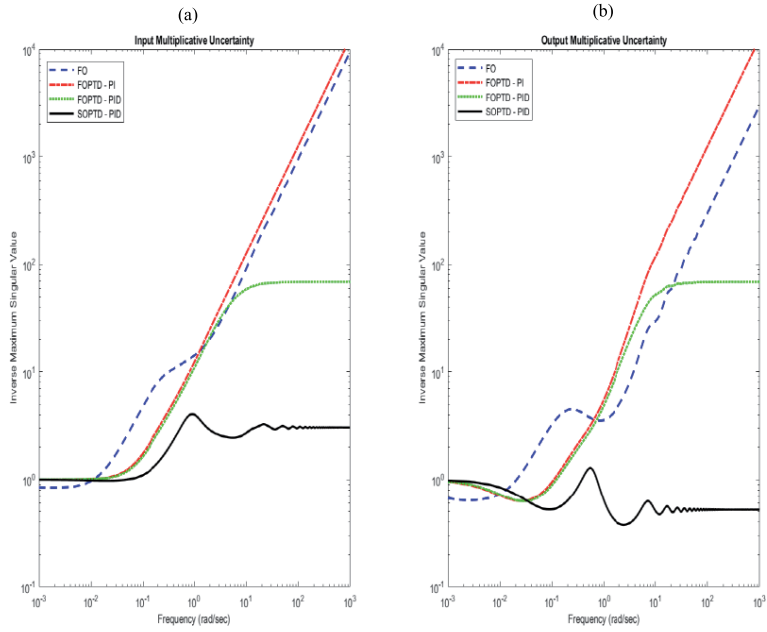 (a)
Input Multiplicative Uncertainty
FO
FOPTD - PI
FOPTD - PID
SOPTD - PID
10^4
10^3
10^2
10^1
10^0
10^-1
Inverse Maximum Singular Value
10^-3
10^-2
10^-1
10^0
10^1
10^2
10^3
Frequency (rad/sec)
(b)
Output Multiplicative Uncertainty
FO
FOPTD - PI
FOPTD - PID
SOPTD - PID
10^4
10^3
10^2
10^1
10^0
10^-1
Inverse Maximum Singular Value
10^-3
10^-2
10^-1
10^0
10^1
10^2
10^3
Frequency (rad/sec)